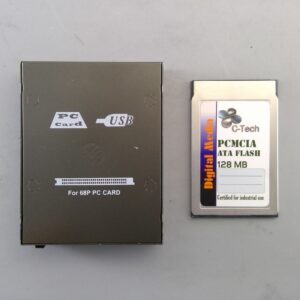 PC
card
USB
For 68P PC CARD
Digital Media
C-Tech
PCMCIA
ATA FLASH
128 MB
Certified for industrial use